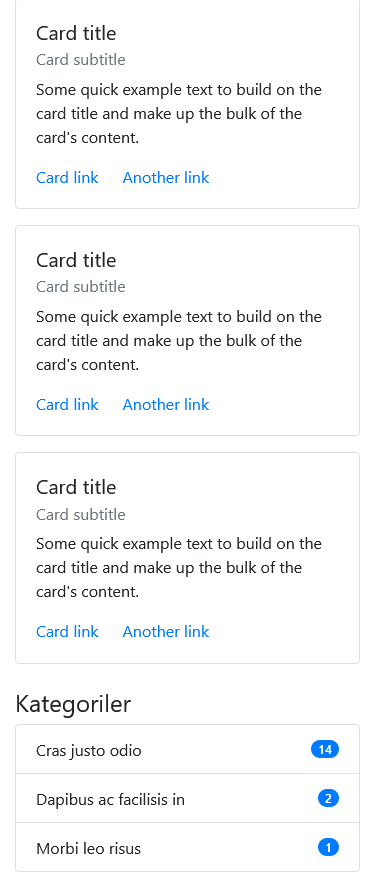 Card title
Card subtitle
Some quick example text to build on the
card title and make up the bulk of the
card's content.
Card link Another link
Card title
Card subtitle
Some quick example text to build on the
card title and make up the bulk of the
card's content.
Card link Another link
Card title
Card subtitle
Some quick example text to build on the
card title and make up the bulk of the
card's content.
Card link Another link
Kategoriler
Cras justo odio 14
Dapibus ac facilisis in 2
Morbi leo risus 1